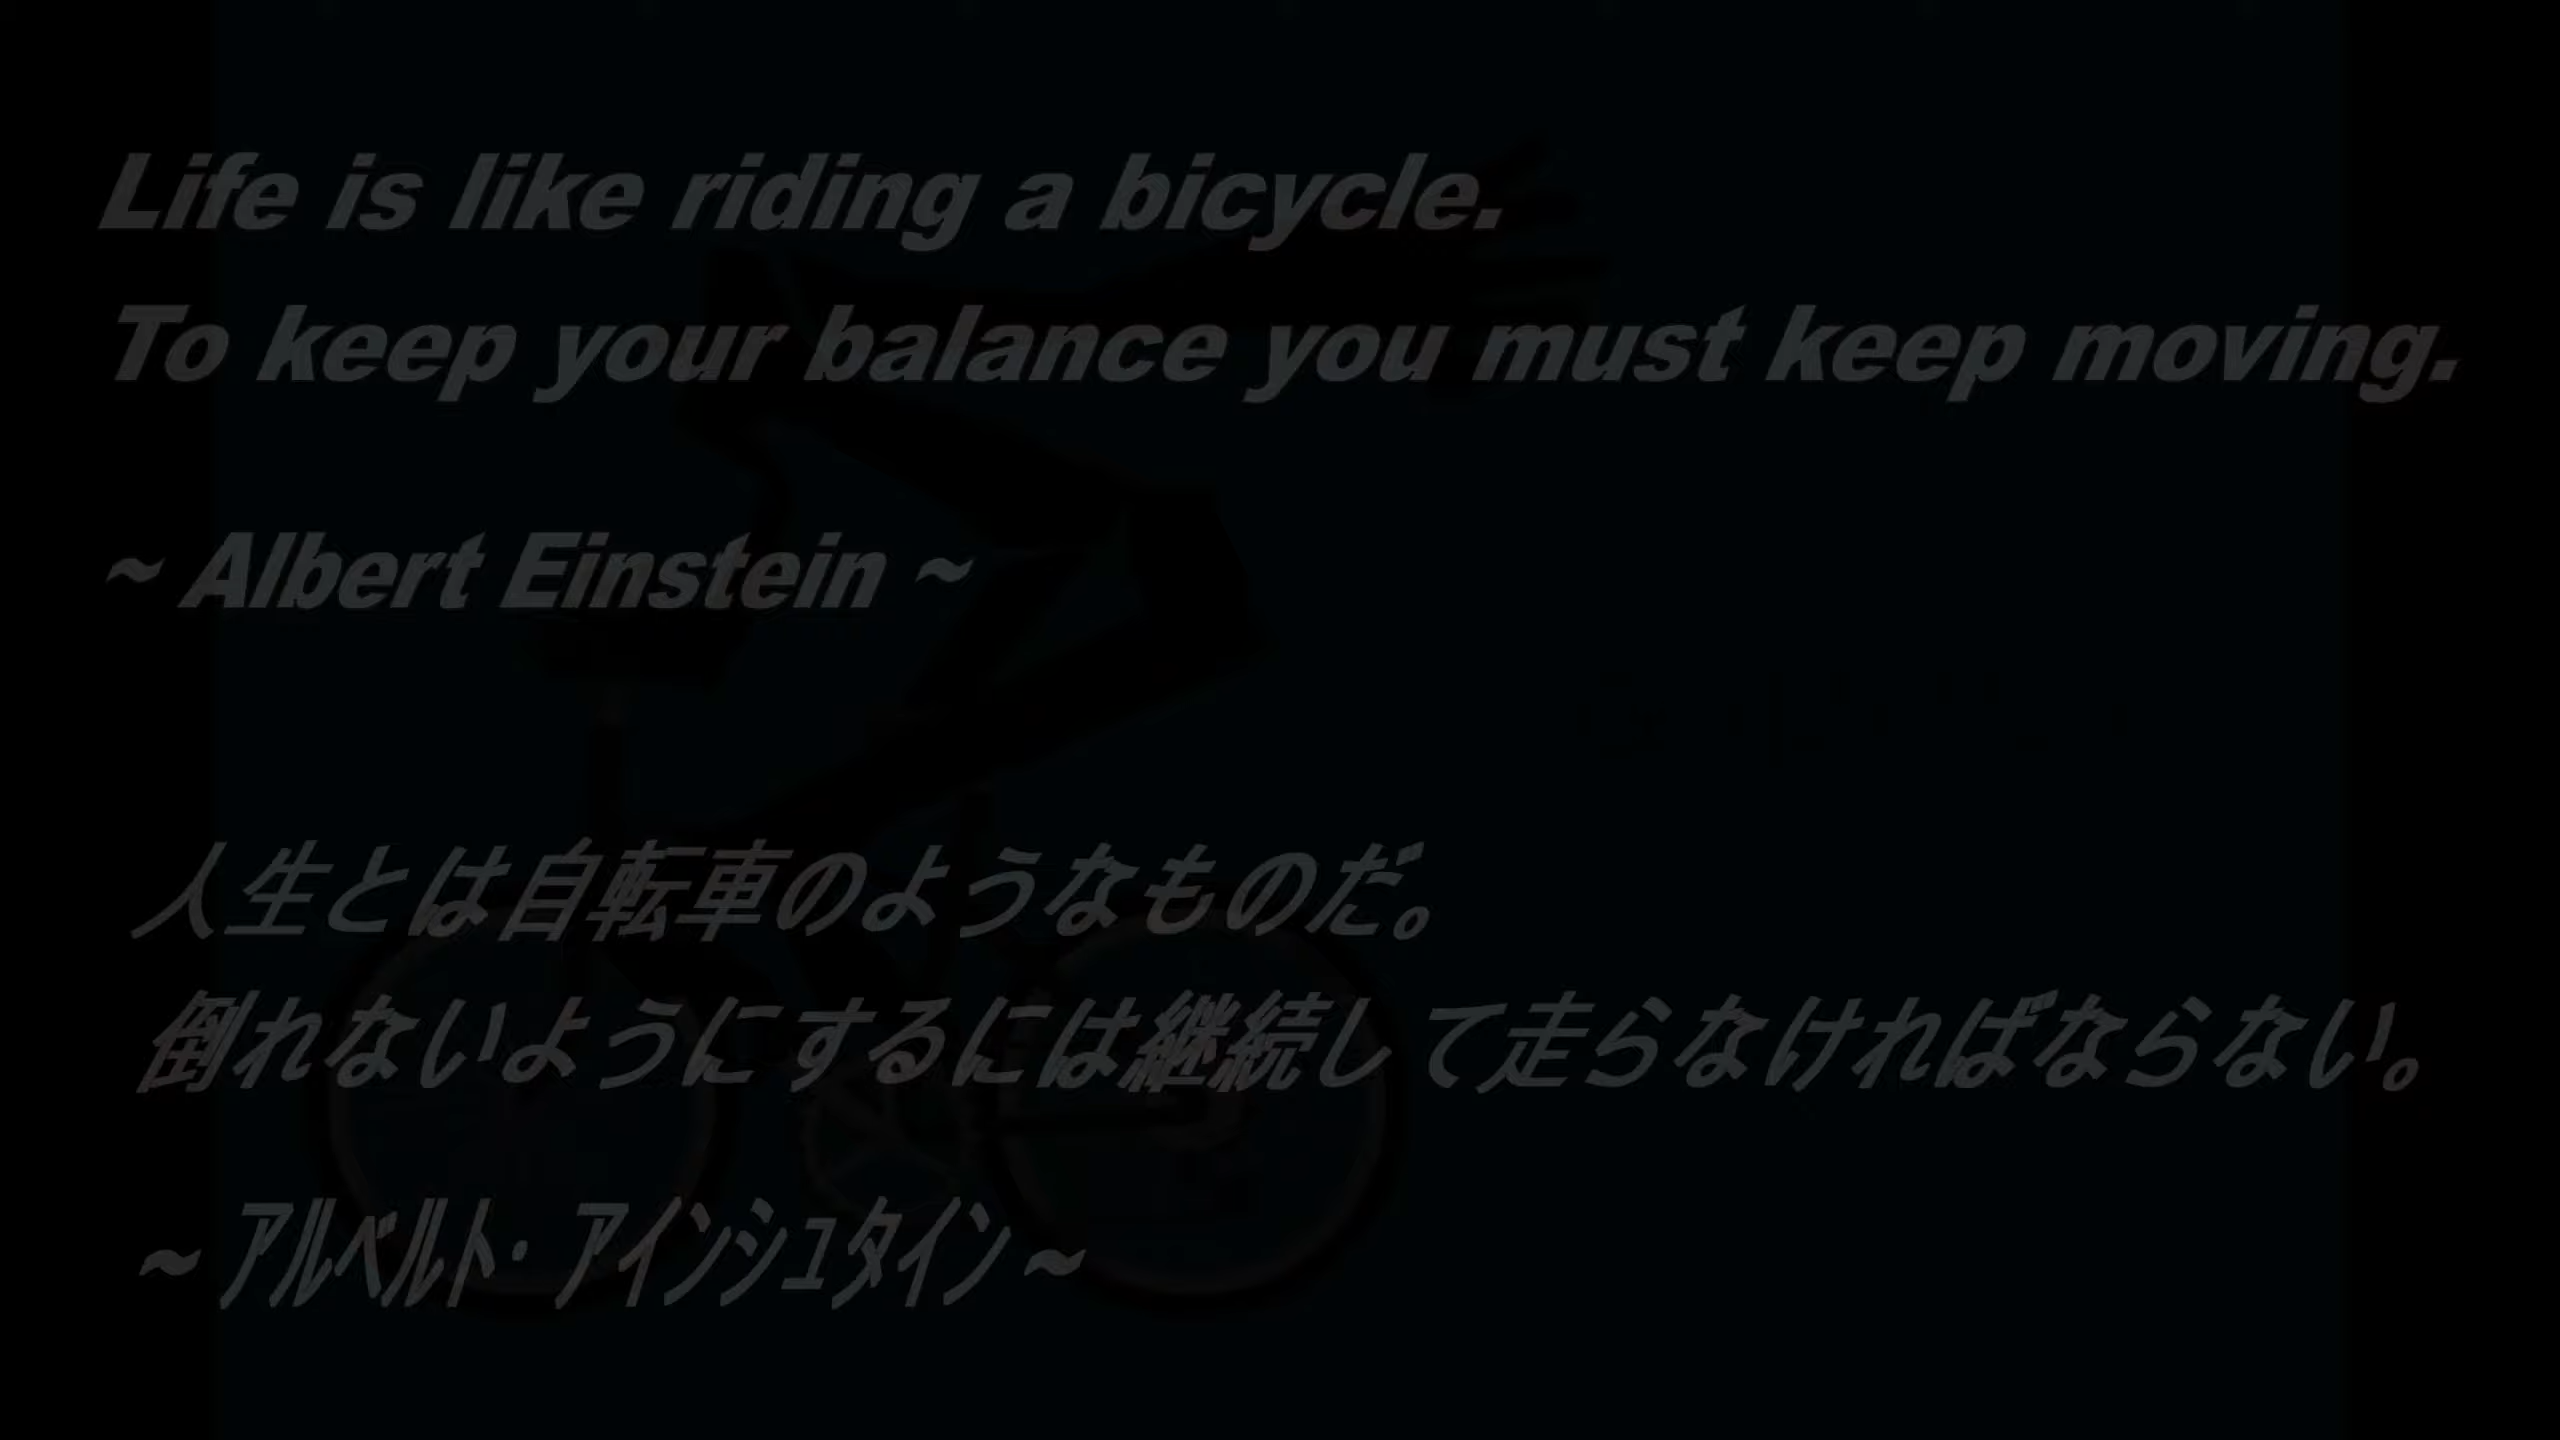 Life is like riding a bicycle.
To keep your balance you must keep moving.
~ Albert Einstein ~
人生とは自転車のようなものだ。
倒れないようにするには継続して走らなければならない。
~ ｱﾙﾍﾞﾙﾄ・ｱｲﾝｼｭﾀｲﾝ ~